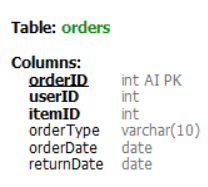 Table: orders
Columns:
orderID int AI PK
userID int
itemID int
orderType varchar(10)
orderDate date
returnDate date